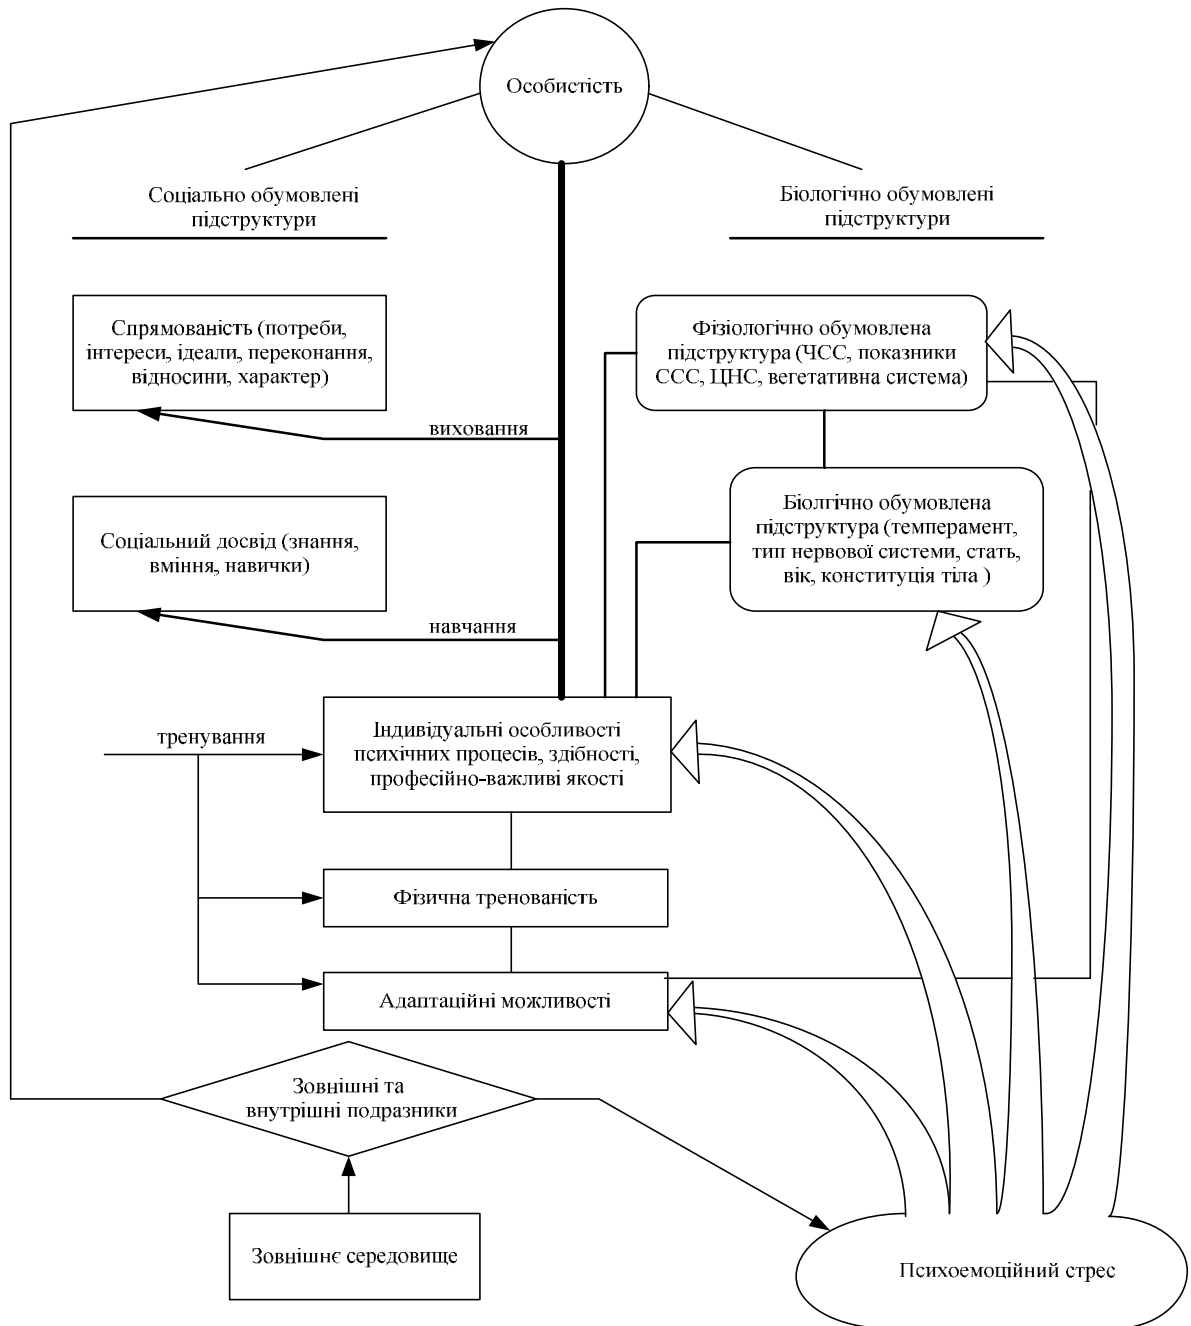 Особистість
Соціально обумовлені
підструктури
Біологічно обумовлені
підструктури
Спрямованість (потреби,
інтереси, ідеали, переконання,
відносини, характер)
Фізіологічно обумовлена
підструктура (ЧСС, показники
ССС, ЦНС, вегетативна система)
виховання
Біолгічно обумовлена
підструктура (темперамент,
тип нервової системи, стать,
вік, конституція тіла )
Соціальний досвід (знання,
вміння, навички)
навчання
тренування
Індивідуальні особливості
психічних процесів, здібності,
професійно-важливі якості
Фізична тренованість
Адаптаційні можливості
Зовнішні та
внутрішні подразники
Зовнішнє середовище
Психоемоційний стрес